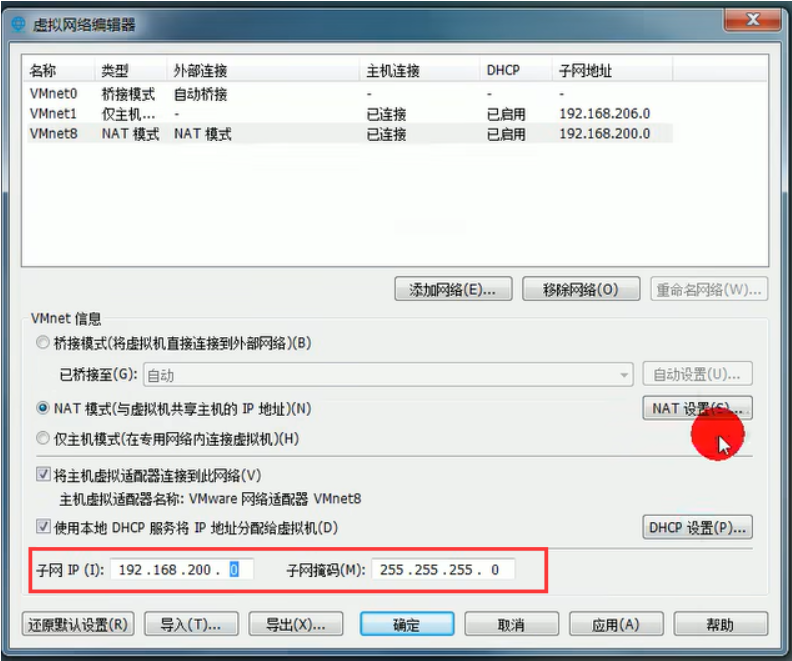 虚拟网络编辑器
名称 类型 外部连接 主机连接 DHCP 子网地址
VMnet0 桥接模式 自动桥接 - - -
VMnet1 仅主机... - 已连接 已启用 192.168.206.0
VMnet8 NAT 模式 NAT 模式 已连接 已启用 192.168.200.0
添加网络(E)... 移除网络(O) 重命名网络(W)...
VMnet 信息
桥接模式(将虚拟机直接连接到外部网络)(B)
已桥接至(G): 自动 自动设置(U)...
NAT 模式(与虚拟机共享主机的 IP 地址)(N) NAT 设置(S)...
仅主机模式(在专用网络内连接虚拟机)(H)
将主机虚拟适配器连接到此网络(V)
主机虚拟适配器名称: VMware 网络适配器 VMnet8
使用本地 DHCP 服务将 IP 地址分配给虚拟机(D) DHCP 设置(P)...
子网 IP (I): 192 .168 .200 . 0 子网掩码(M): 255 .255 .255 . 0
还原默认设置(R) 导入(T)... 导出(X)... 确定 取消 应用(A) 帮助